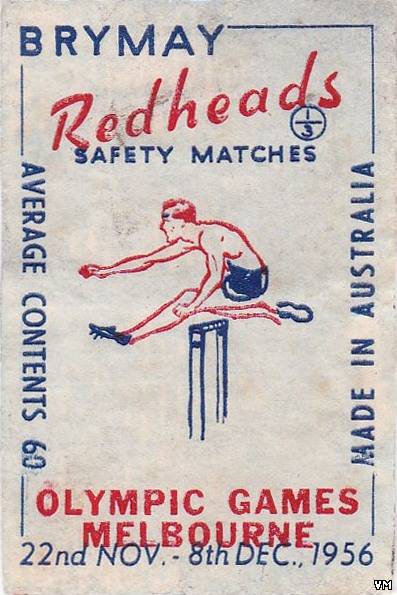 BRYMAY
Redheads
1/3
SAFETY MATCHES
AVERAGE CONTENTS 60
MADE IN AUSTRALIA
OLYMPIC GAMES
MELBOURNE
22nd NOV. - 8th DEC., 1956
VM